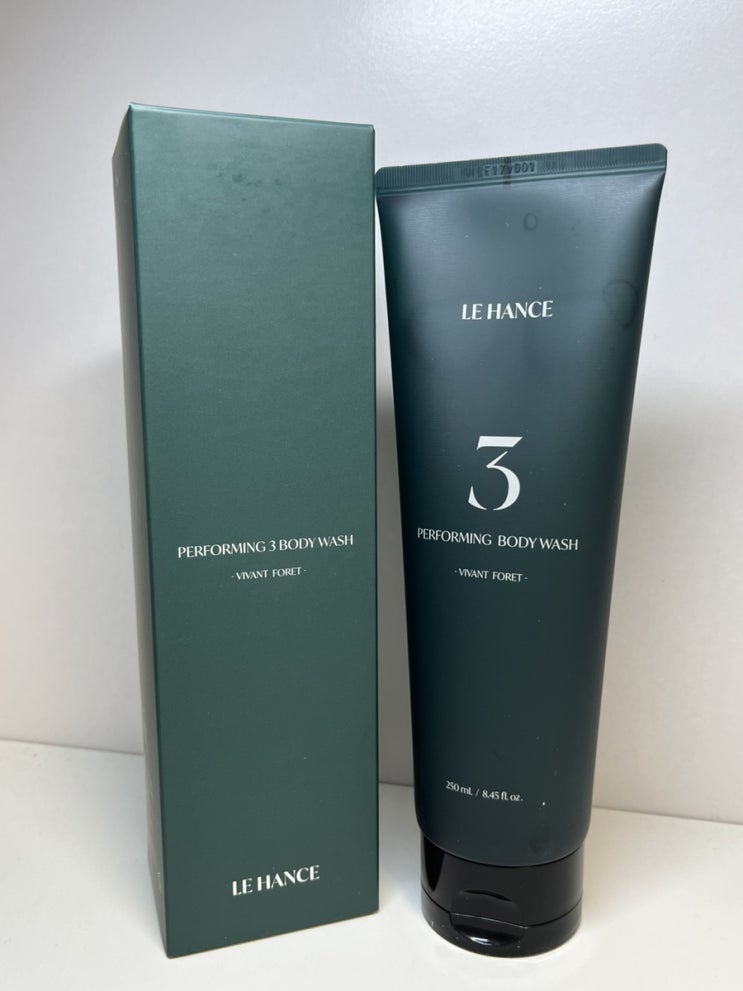 PERFORMING 3 BODY WASH
- VIVANT FORET -
LE HANCE
LE HANCE
3
PERFORMING BODY WASH
- VIVANT FORET -
250 mL / 8.45 fl. oz.